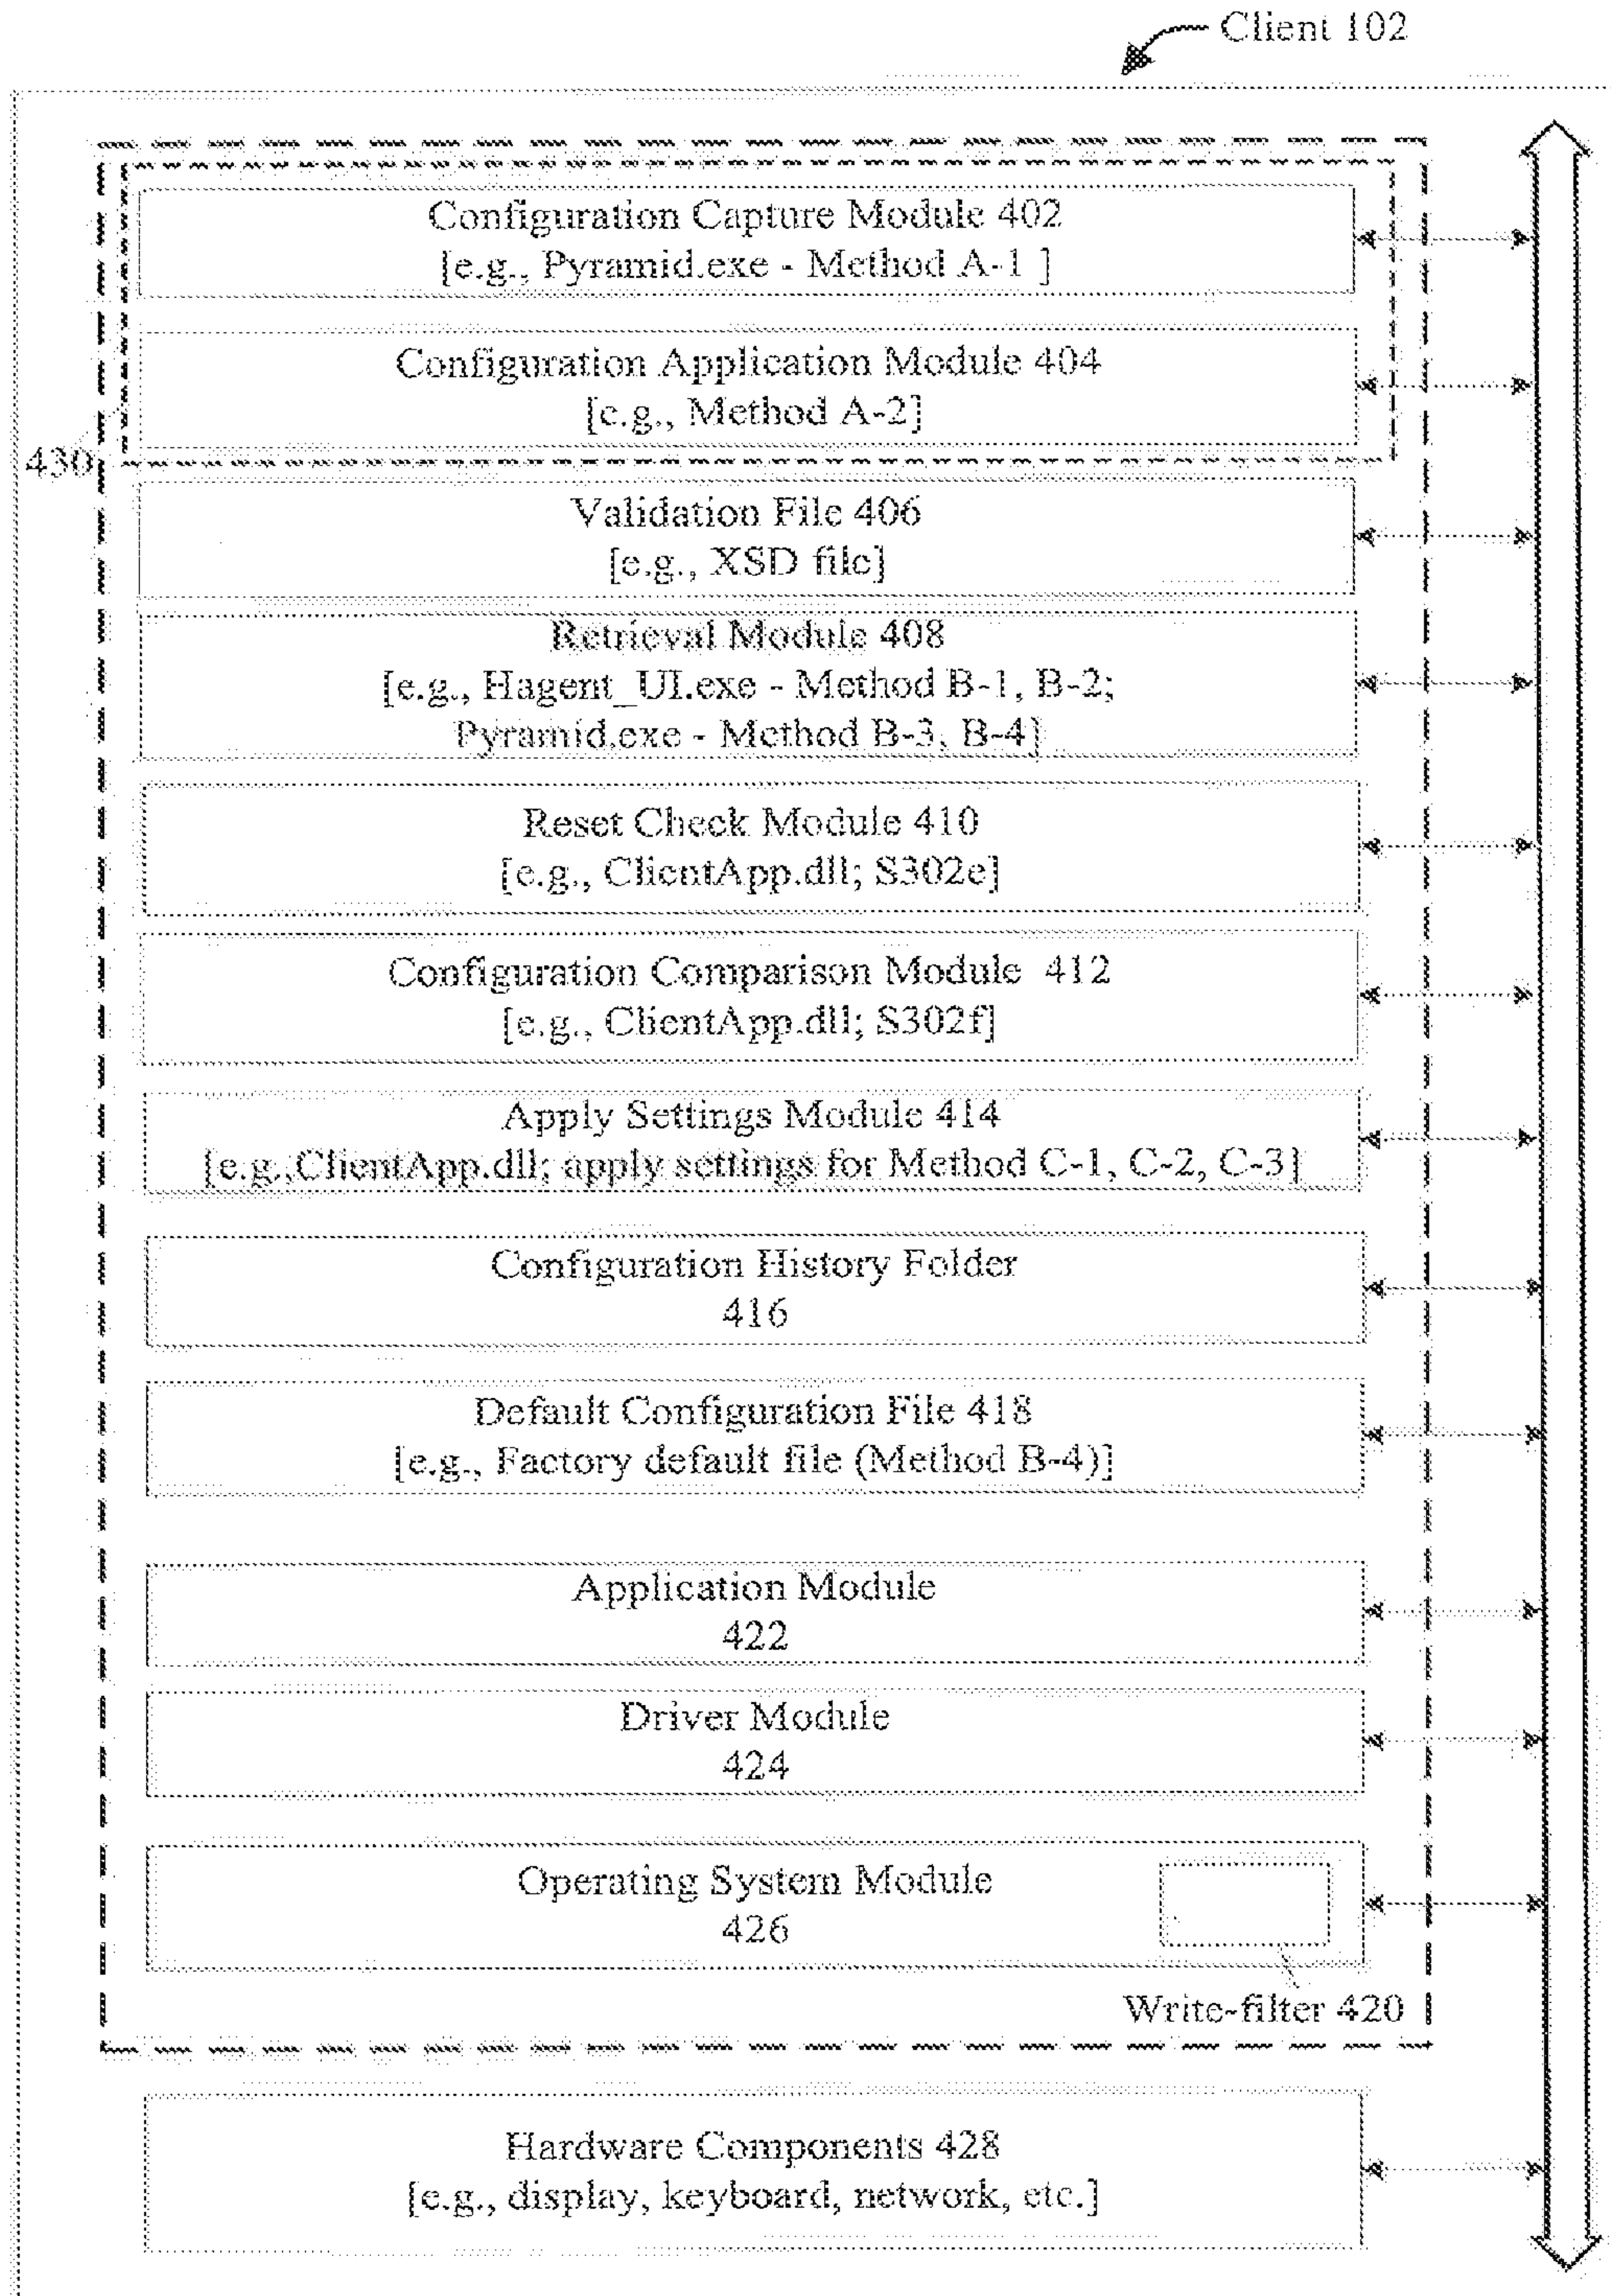 Client 102
Configuration Capture Module 402
[e.g., Pyramid.exe - Method A-1 ]
Configuration Application Module 404
[e.g., Method A-2]
430
Validation File 406
[e.g., XSD file]
Retrieval Module 408
[e.g., Hagent_UI.exe - Method B-1, B-2;
Pyramid.exe - Method B-3, B-4]
Reset Check Module 410
[e.g., ClientApp.dll; S302e]
Configuration Comparison Module 412
[e.g., ClientApp.dll; S302f]
Apply Settings Module 414
[e.g.,ClientApp.dll; apply settings for Method C-1, C-2, C-3]
Configuration History Folder
416
Default Configuration File 418
[e.g., Factory default file (Method B-4)]
Application Module
422
Driver Module
424
Operating System Module
426
Write-filter 420
Hardware Components 428
[e.g., display, keyboard, network, etc.]